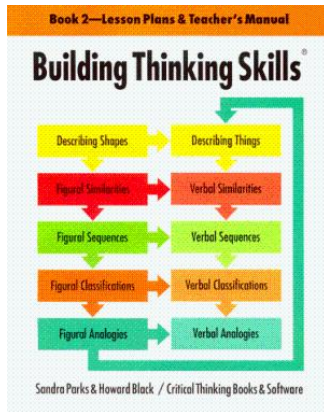 Book 2—Lesson Plans & Teacher's Manual
Building Thinking Skills®
Describing Shapes Describing Things
Figural Similarities Verbal Similarities
Figural Sequences Verbal Sequences
Figural Classifications Verbal Classifications
Figural Analogies Verbal Analogies
Sandra Parks & Howard Black / Critical Thinking Books & Software